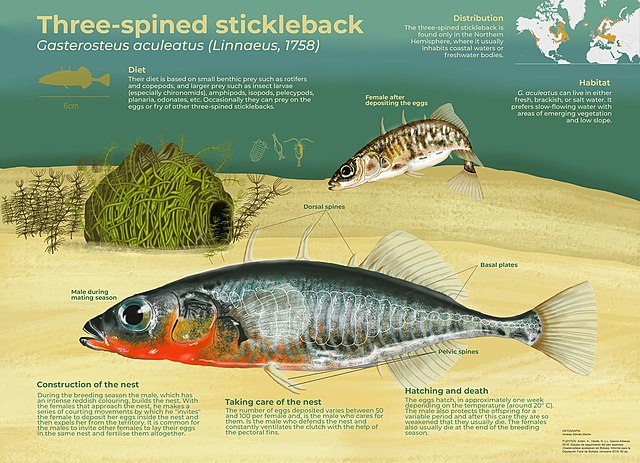 Three-spined stickleback
Gasterosteus aculeatus (Linnaeus, 1758)
Distribution
The three-spined stickleback is
found only in the Northern
Hemisphere, where it usually
inhabits coastal waters or
freshwater bodies.
6cm
Diet
Their diet is based on small benthic prey such as rotifers
and copepods, and larger prey such as insect larvae
(especially chironomids), amphipods, isopods, pelecypods,
planaria, odonates, etc. Occasionally they can prey on the
eggs or fry of other three-spined sticklebacks.
Habitat
G. aculeatus can live in either
fresh, brackish, or salt water. It
prefers slow-flowing water with
areas of emerging vegetation
and low slope.
Female after
depositing the eggs
Dorsal spines
Basal plates
Male during
mating season
Pelvic spines
Construction of the nest
During the breeding season the male, which has
an intense reddish colouring, builds the nest. With
the females that approach the nest, he makes a
series of courting movements by which he "invites"
the female to deposit her eggs inside the nest and
then expels her from the territory. It is common for
the males to invite other females to lay their eggs
in the same nest and fertilise them altogether.
Taking care of the nest
The number of eggs deposited varies between 50
and 100 per female and, is the male who cares for
them. Is the male who defends the nest and
constantly ventilates the clutch with the help of
the pectoral fins.
Hatching and death
The eggs hatch, in approximately one week
depending on the temperature (around 20° C).
The male also protects the offspring for a
variable period and after this care they are so
weakened that they usually die. The females
also usually die at the end of the breeding
season.